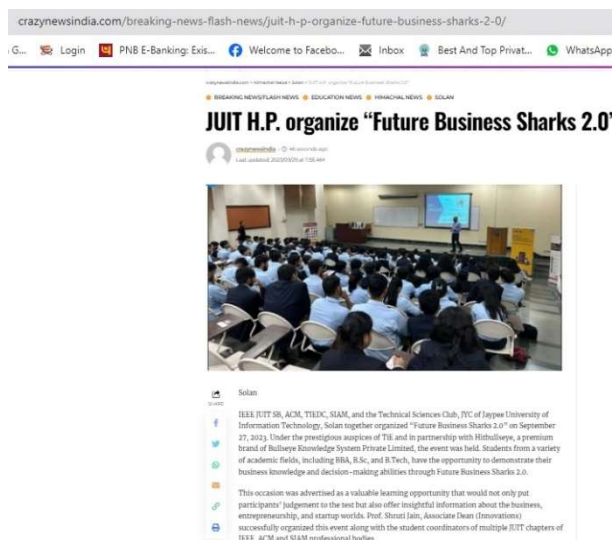 crazynewsindia.com/breaking-news-flash-news/juit-h-p-organize-future-business-sharks-2-0/
G... Login PNB E-Banking: Exis... Welcome to Facebo... Inbox Best And Top Privat... WhatsApp
BREAKING NEWS/FLASH NEWS EDUCATION NEWS HIMACHAL NEWS SOLAN
JUIT H.P. organize “Future Business Sharks 2.0”
crazynewsindia
SHARE
Solan
IEEE JUIT SB, ACM, TIEDC, SIAM, and the Technical Sciences Club, JYC of Jaypee University of
Information Technology, Solan together organized “Future Business Sharks 2.0” on September
27, 2023. Under the prestigious auspices of TiE and in partnership with Hitbullseye, a premium
brand of Bullseye Knowledge System Private Limited, the event was held. Students from a variety
of academic fields, including BBA, B.Sc, and B.Tech, have the opportunity to demonstrate their
business knowledge and decision-making abilities through Future Business Sharks 2.0.
This occasion was advertised as a valuable learning opportunity that would not only put
participants' judgement to the test but also offer insightful information about the business,
entrepreneurship, and startup worlds. Prof. Shruti Jain, Associate Dean (Innovations)
successfully organized this event along with the student coordinators of multiple JUIT chapters of
IEEE, ACM and SIAM professional bodies.